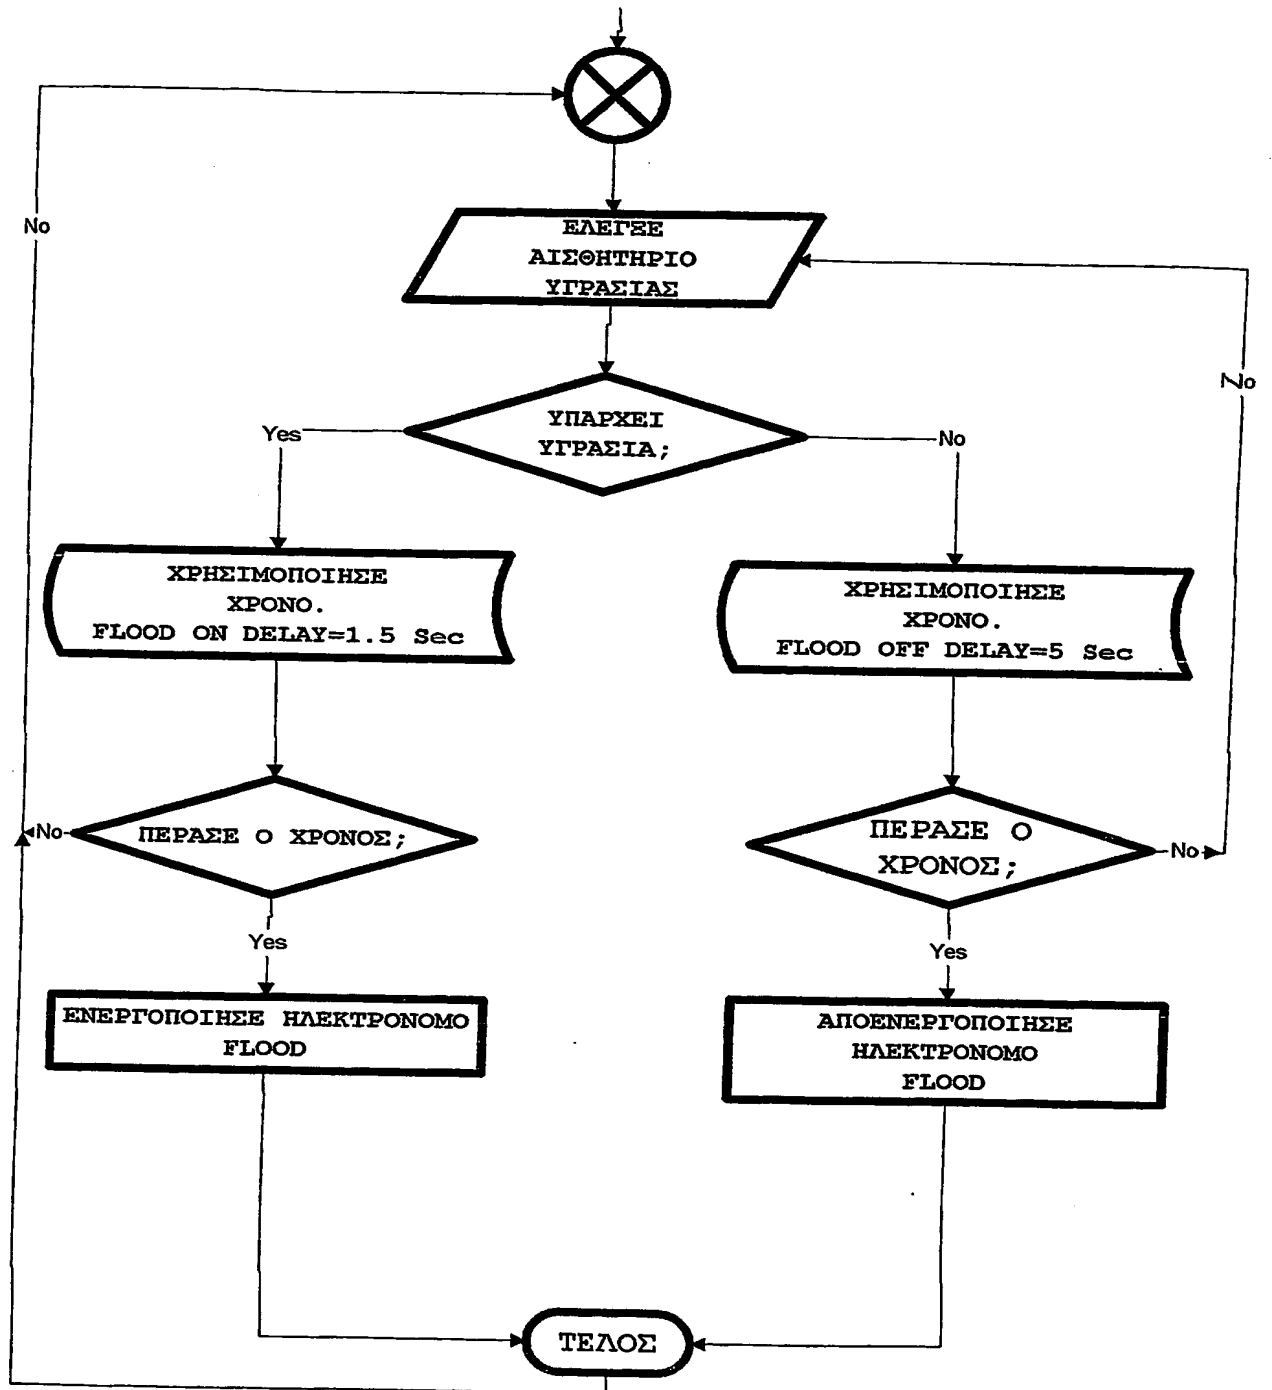 No
ΕΛΕΓΞΕ
ΑΙΣΘΗΤΗΡΙΟ
ΥΓΡΑΣΙΑΣ
No
ΥΠΑΡΧΕΙ
ΥΓΡΑΣΙΑ;
Yes
No
ΧΡΗΣΙΜΟΠΟΙΗΣΕ
ΧΡΟΝΟ.
FLOOD ON DELAY=1.5 Sec
ΧΡΗΣΙΜΟΠΟΙΗΣΕ
ΧΡΟΝΟ.
FLOOD OFF DELAY=5 Sec
No
ΠΕΡΑΣΕ Ο ΧΡΟΝΟΣ;
ΠΕΡΑΣΕ Ο
ΧΡΟΝΟΣ;
No
Yes
Yes
ΕΝΕΡΓΟΠΟΙΗΣΕ ΗΛΕΚΤΡΟΝΟΜΟ
FLOOD
ΑΠΟΕΝΕΡΓΟΠΟΙΗΣΕ
ΗΛΕΚΤΡΟΝΟΜΟ
FLOOD
ΤΕΛΟΣ